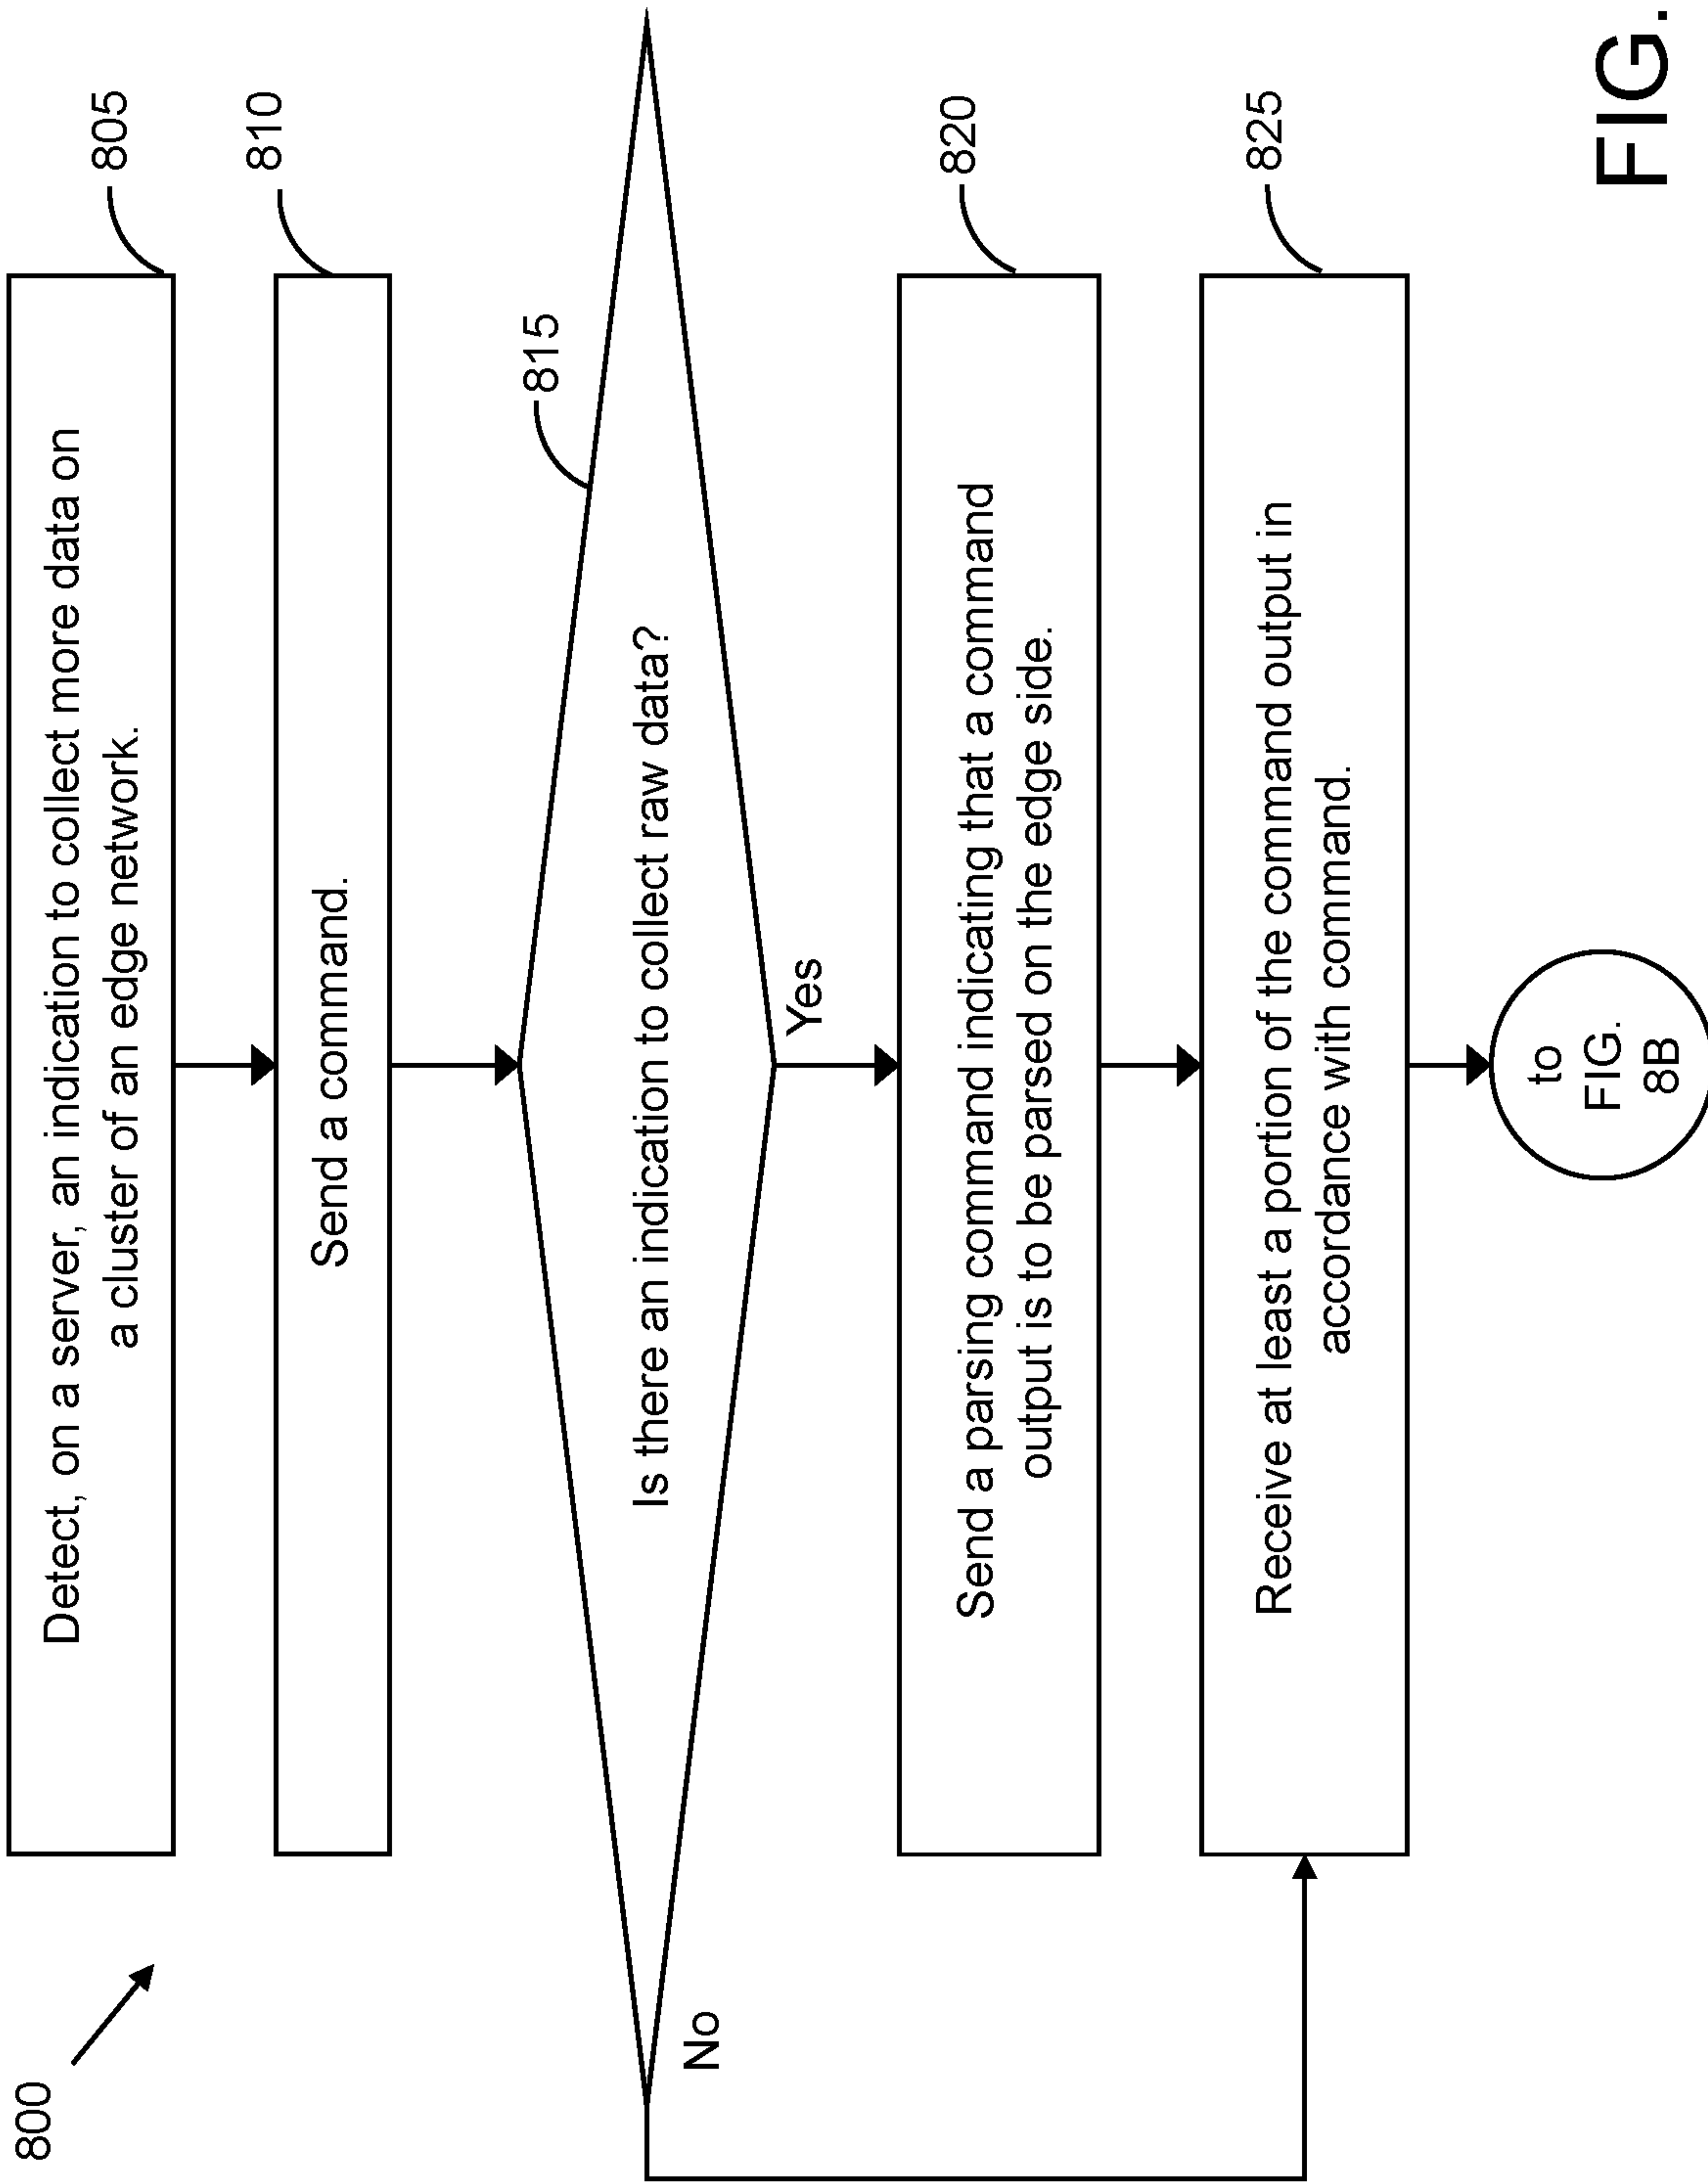 800
Detect, on a server, an indication to collect more data on
a cluster of an edge network.
805
Send a command.
810
Is there an indication to collect raw data?
815
No
Yes
Send a parsing command indicating that a command
output is to be parsed on the edge side.
820
Receive at least a portion of the command output in
accordance with command.
825
to
FIG.
8B
FIG.